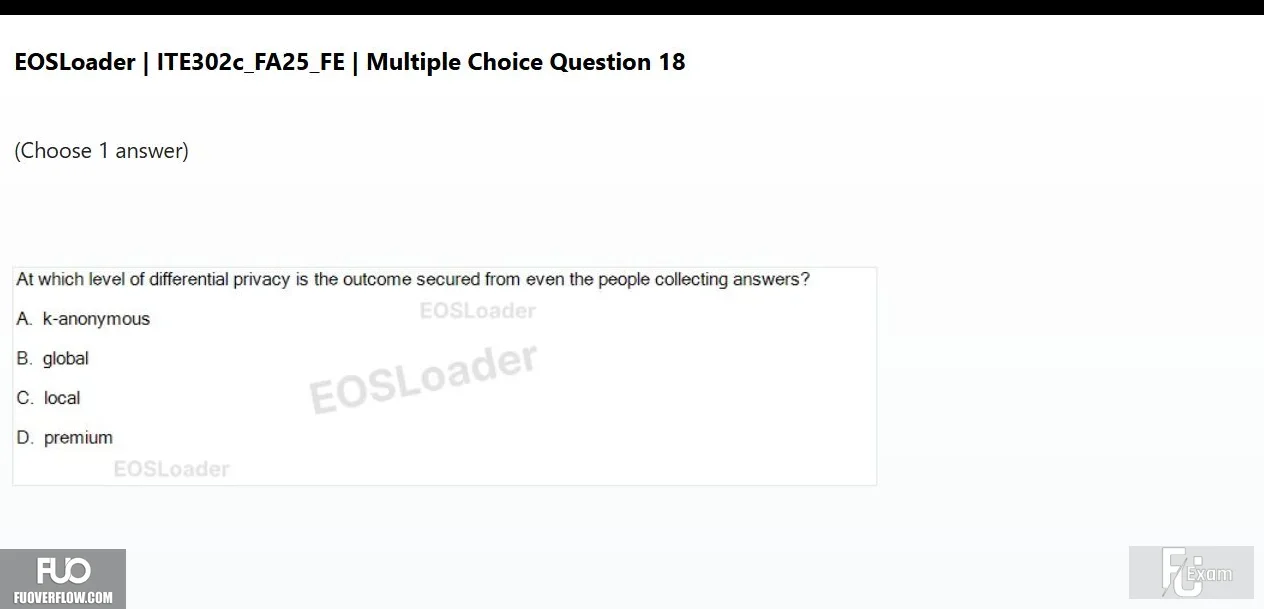 EOSLoader | ITE302c_FA25_FE | Multiple Choice Question 18
(Choose 1 answer)
At which level of differential privacy is the outcome secured from even the people collecting answers?
EOSLoader
A. k-anonymous
B. global
EOSLoader
C. local
D. premium
EOSLoader
FUO
FUOVERFLOW.COM
FU Exam